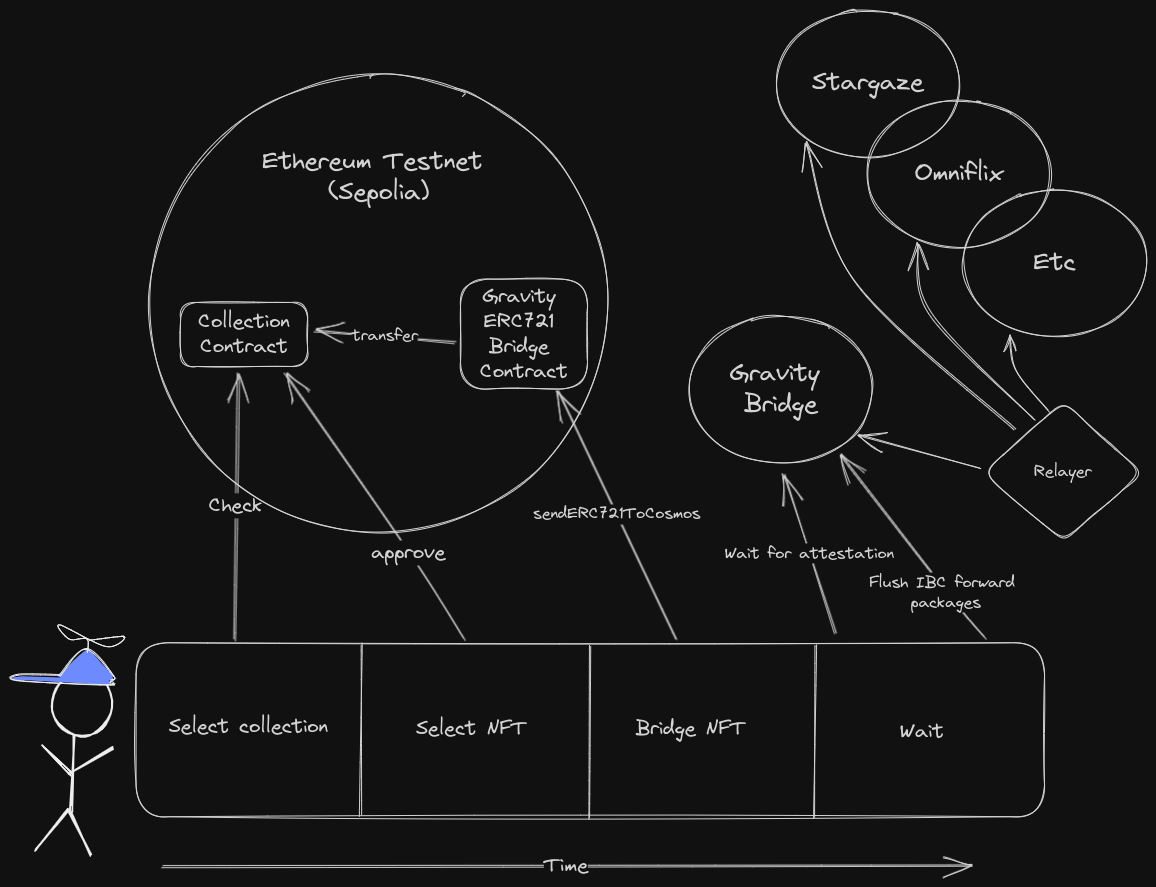 Stargaze
Omniflix
Etc
Ethereum Testnet
(Sepolia)
Collection
Contract
transfer
Gravity
ERC721
Bridge
Contract
Gravity
Bridge
Relayer
Check
approve
sendERC721ToCosmos
Wait for attestation
Flush IBC forward
packages
Select collection
Select NFT
Bridge NFT
Wait
Time